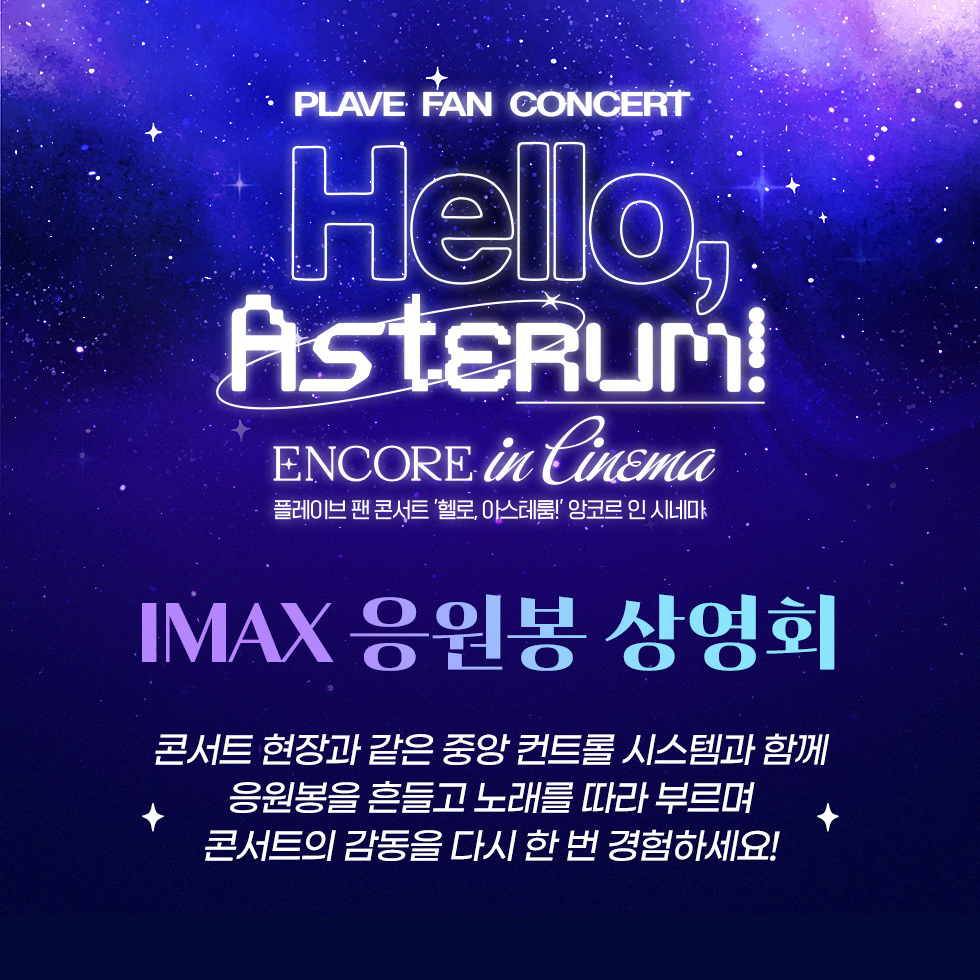 PLAVE FAN CONCERT
Hello,
Asterum!
ENCORE in Cinema
플레이브 팬 콘서트 '헬로, 아스테룸!' 앙코르 인 시네마
IMAX 응원봉 상영회
콘서트 현장과 같은 중앙 컨트롤 시스템과 함께
응원봉을 흔들고 노래를 따라 부르며
콘서트의 감동을 다시 한 번 경험하세요!